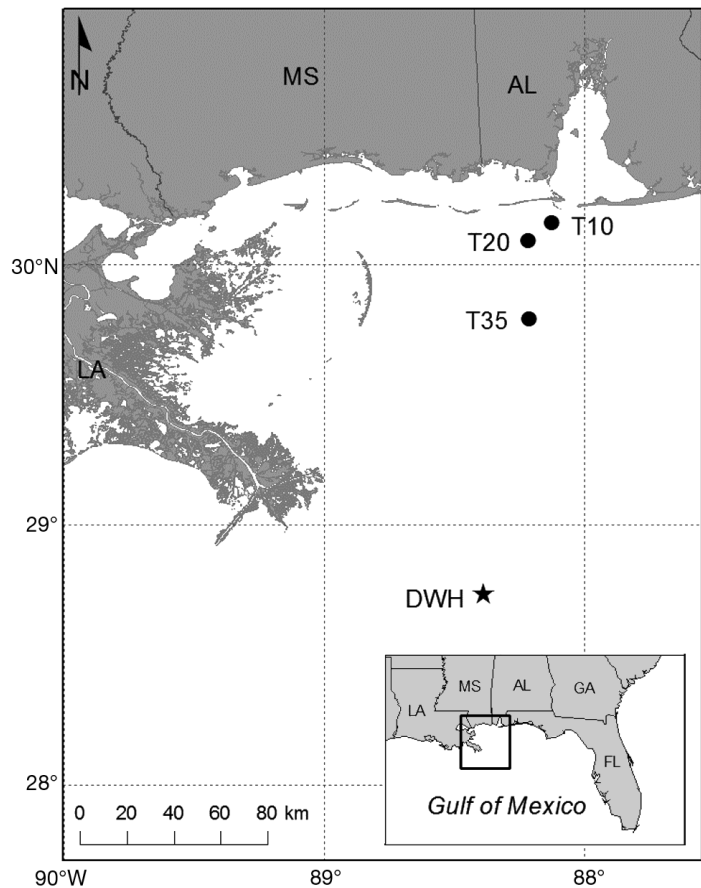 N
MS
AL
T10
T20
30°N
T35
LA
29°
DWH
MS
AL
GA
LA
FL
28°
0 20 40 60 80 km
Gulf of Mexico
90°W
89°
88°